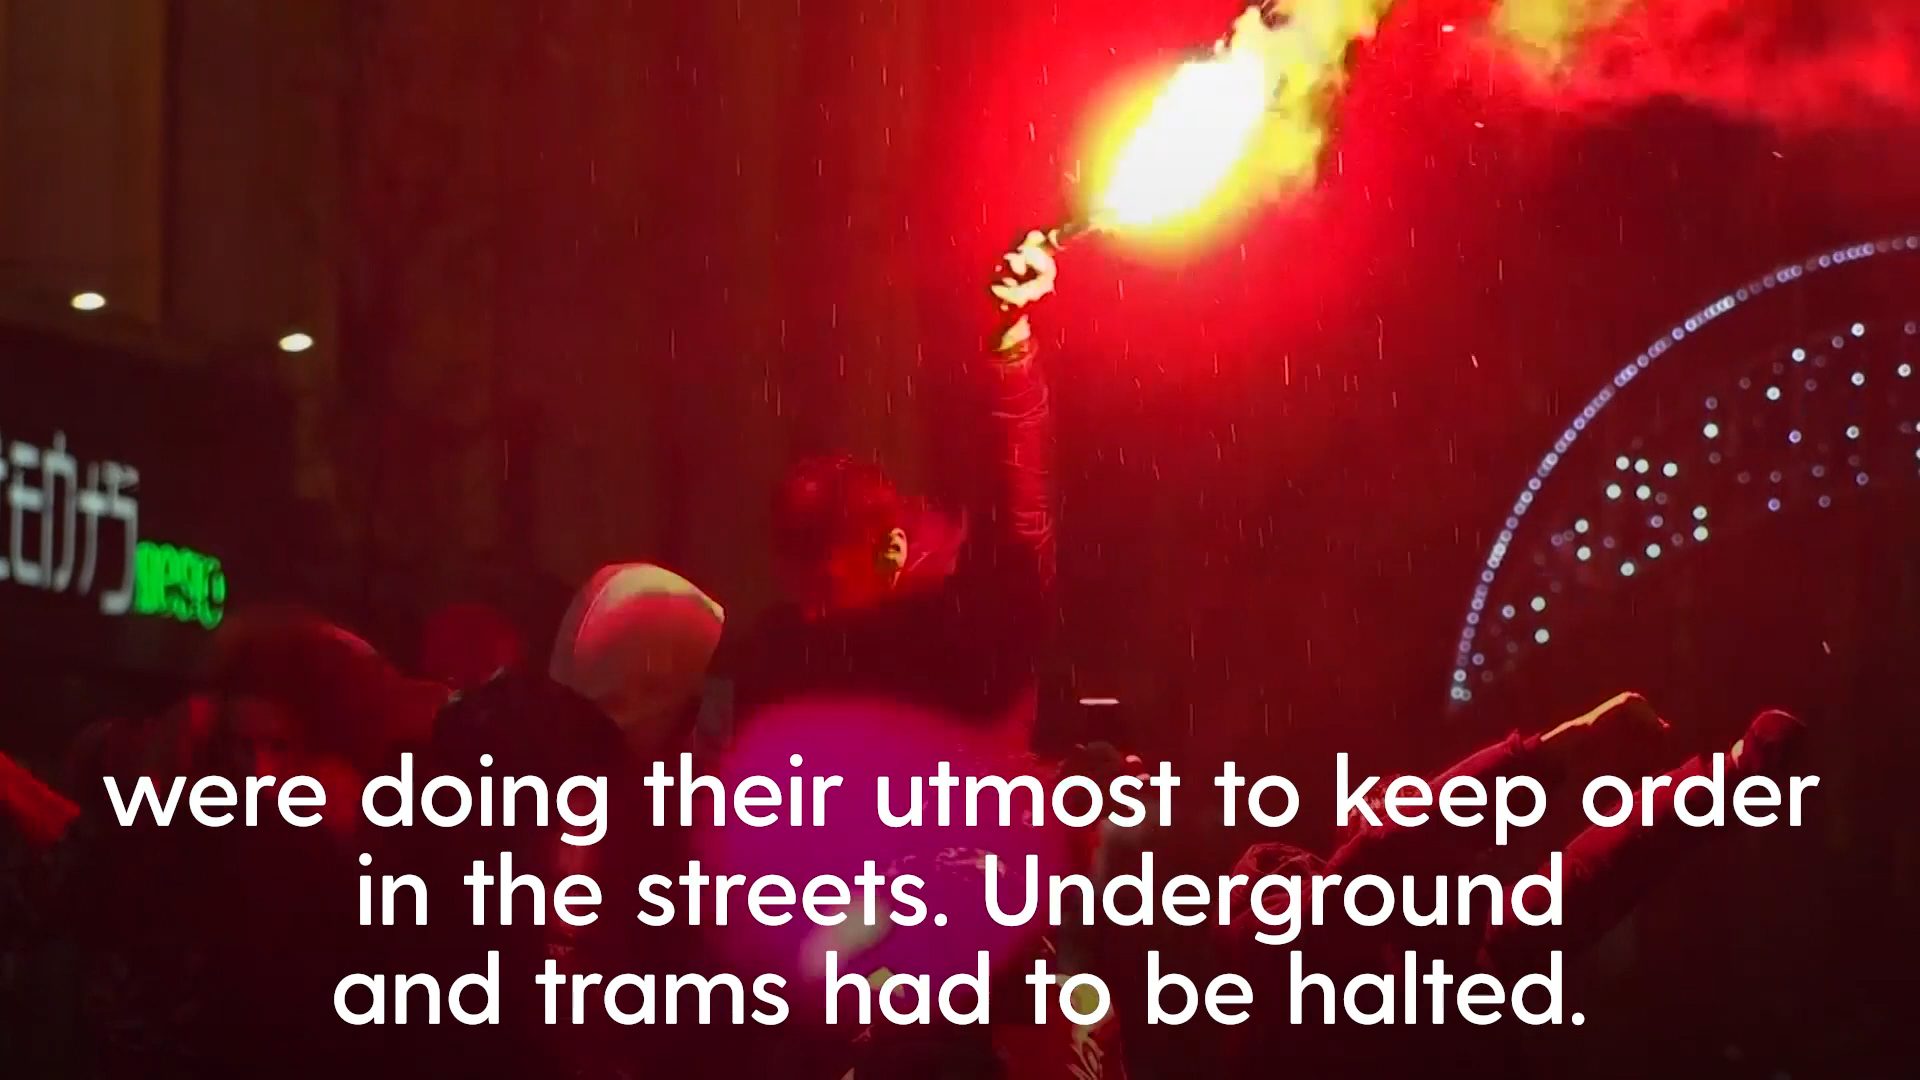 were doing their utmost to keep order
in the streets. Underground
and trams had to be halted.